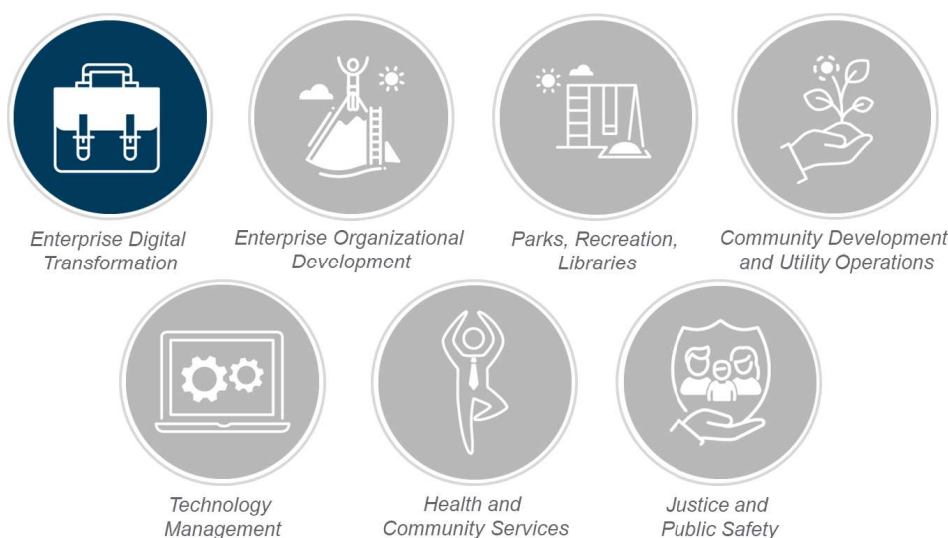 Enterprise Digital
Transformation
Enterprise Organizational
Development
Parks, Recreation,
Libraries
Community Development
and Utility Operations
Technology
Management
Health and
Community Services
Justice and
Public Safety